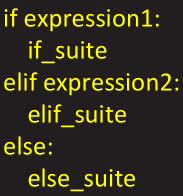 if expression1:
    if_suite
elif expression2:
    elif_suite
else:
    else_suite